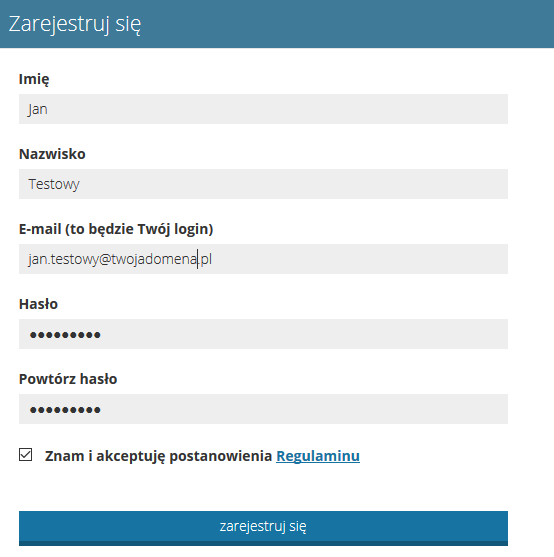 Zarejestruj się
Imię
Jan
Nazwisko
Testowy
E-mail (to będzie Twój login)
jan.testowy@twojadomena.pl
Hasło
●●●●●●●●●
Powtórz hasło
●●●●●●●●●
Znam i akceptuję postanowienia Regulaminu
zarejestruj się